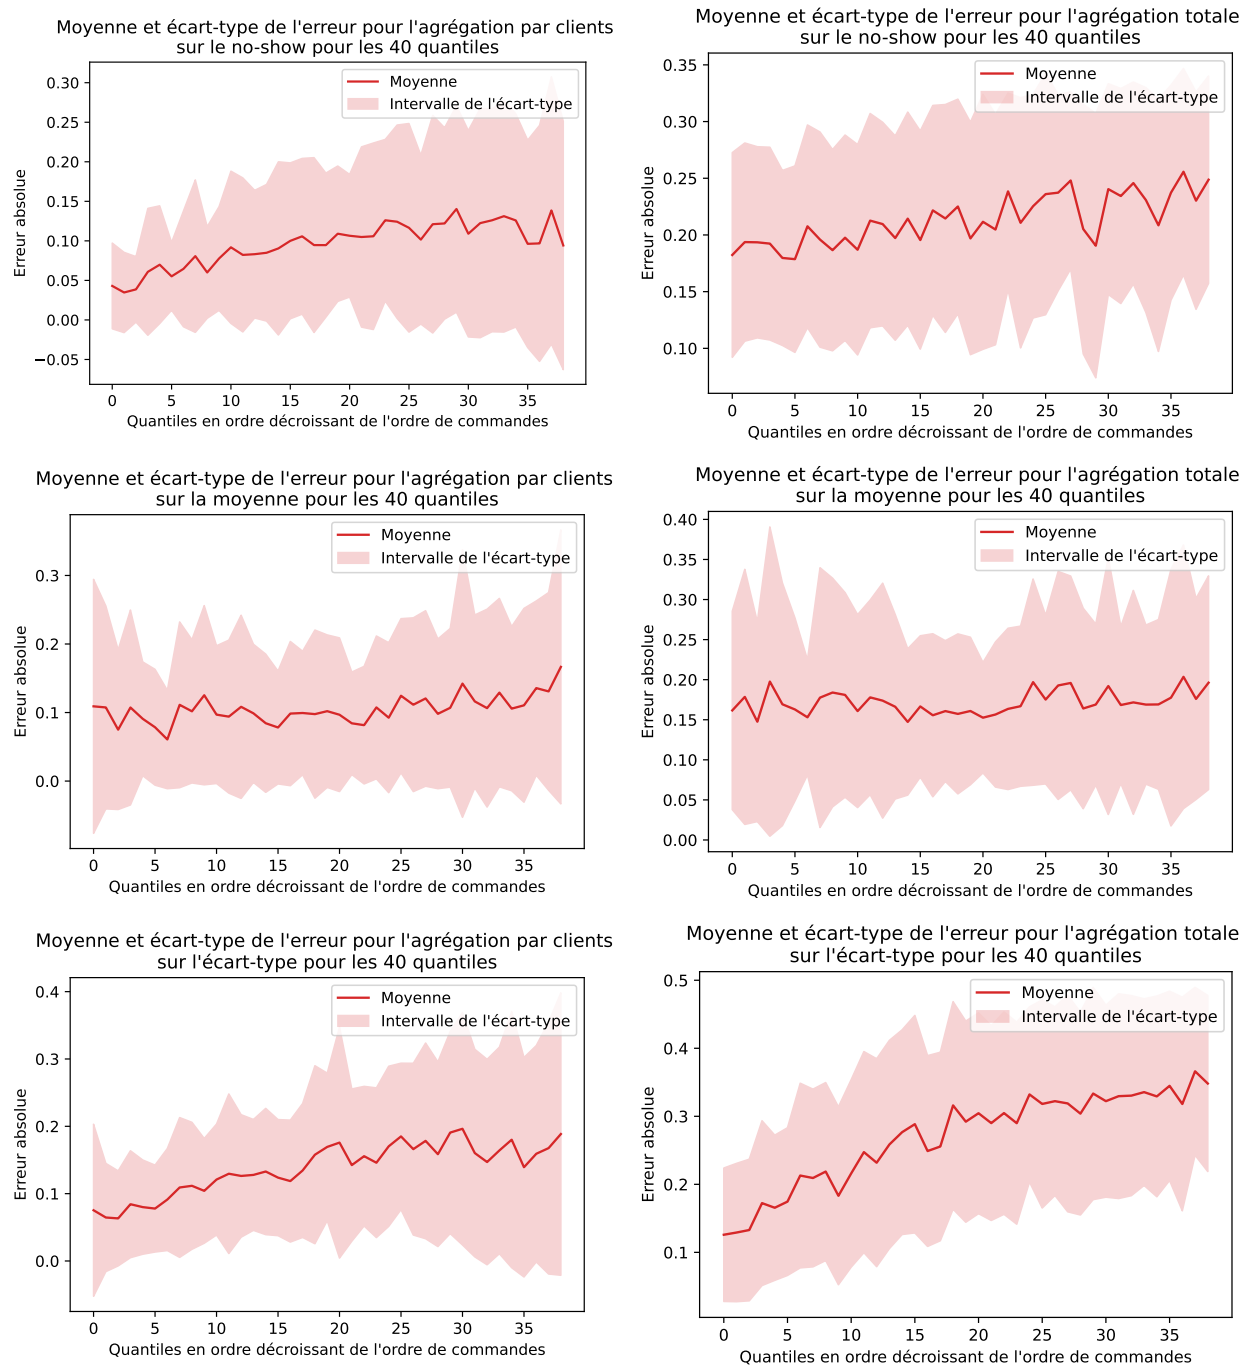 Moyenne et écart-type de l'erreur pour l'agrégation par clients
sur le no-show pour les 40 quantiles
0.30
0.25
0.20
0.15
0.10
0.05
0.00
−0.05
Erreur absolue
Moyenne
Intervalle de l'écart-type
0 5 10 15 20 25 30 35
Quantiles en ordre décroissant de l'ordre de commandes
Moyenne et écart-type de l'erreur pour l'agrégation totale
sur le no-show pour les 40 quantiles
0.35
0.30
0.25
0.20
0.15
0.10
Erreur absolue
Moyenne
Intervalle de l'écart-type
0 5 10 15 20 25 30 35
Quantiles en ordre décroissant de l'ordre de commandes
Moyenne et écart-type de l'erreur pour l'agrégation par clients
sur la moyenne pour les 40 quantiles
0.3
0.2
0.1
0.0
Erreur absolue
Moyenne
Intervalle de l'écart-type
0 5 10 15 20 25 30 35
Quantiles en ordre décroissant de l'ordre de commandes
Moyenne et écart-type de l'erreur pour l'agrégation totale
sur la moyenne pour les 40 quantiles
0.40
0.35
0.30
0.25
0.20
0.15
0.10
0.05
0.00
Erreur absolue
Moyenne
Intervalle de l'écart-type
0 5 10 15 20 25 30 35
Quantiles en ordre décroissant de l'ordre de commandes
Moyenne et écart-type de l'erreur pour l'agrégation par clients
sur l'écart-type pour les 40 quantiles
0.4
0.3
0.2
0.1
0.0
Erreur absolue
Moyenne
Intervalle de l'écart-type
0 5 10 15 20 25 30 35
Quantiles en ordre décroissant de l'ordre de commandes
Moyenne et écart-type de l'erreur pour l'agrégation totale
sur l'écart-type pour les 40 quantiles
0.5
0.4
0.3
0.2
0.1
Erreur absolue
Moyenne
Intervalle de l'écart-type
0 5 10 15 20 25 30 35
Quantiles en ordre décroissant de l'ordre de commandes